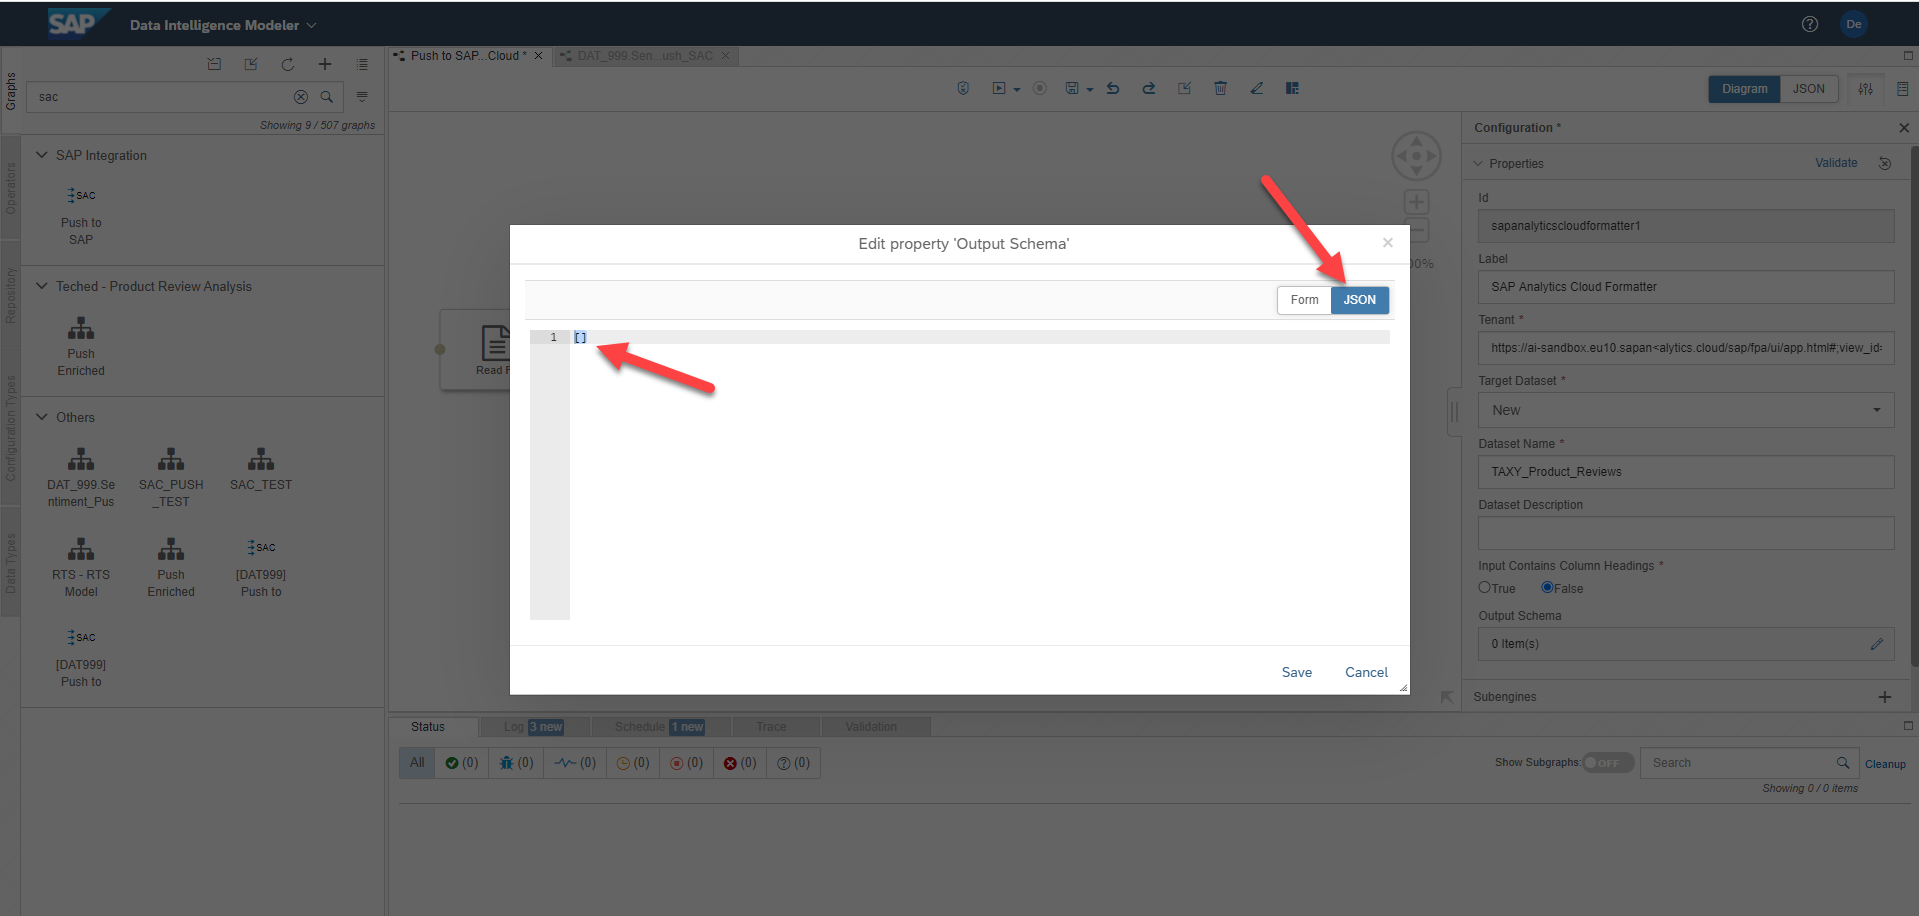 SAP
Data Intelligence Modeler
De
Graphs
Operators
Repository
Configuration Types
Data Types
sac
Showing 9 / 507 graphs
SAP Integration
SAC
Push to
SAP
Teched - Product Review Analysis
Push
Enriched
Others
DAT_999.Se
ntiment_Pus
SAC_PUSH
_TEST
SAC_TEST
RTS - RTS
Model
Push
Enriched
SAC
[DAT999]
Push to
SAC
[DAT999]
Push to
Push to SAP...Cloud *
DAT_999.Sen...ush_SAC
Diagram
JSON
Read F
00%
Edit property 'Output Schema'
Form
JSON
1
[]
Save
Cancel
Configuration *
Properties
Validate
Id
sapanalyticscloudformatter1
Label
SAP Analytics Cloud Formatter
Tenant *
https://ai-sandbox.eu10.sapan<alytics.cloud/sap/fpa/ui/app.html#;view_id=
Target Dataset *
New
Dataset Name *
TAXY_Product_Reviews
Dataset Description
Input Contains Column Headings *
True
False
Output Schema
0 Item(s)
Subengines
Status
Log 3 new
Schedule 1 new
Trace
Validation
All
(0)
(0)
(0)
(0)
(0)
(0)
(0)
Show Subgraphs:
OFF
Search
Cleanup
Showing 0 / 0 items